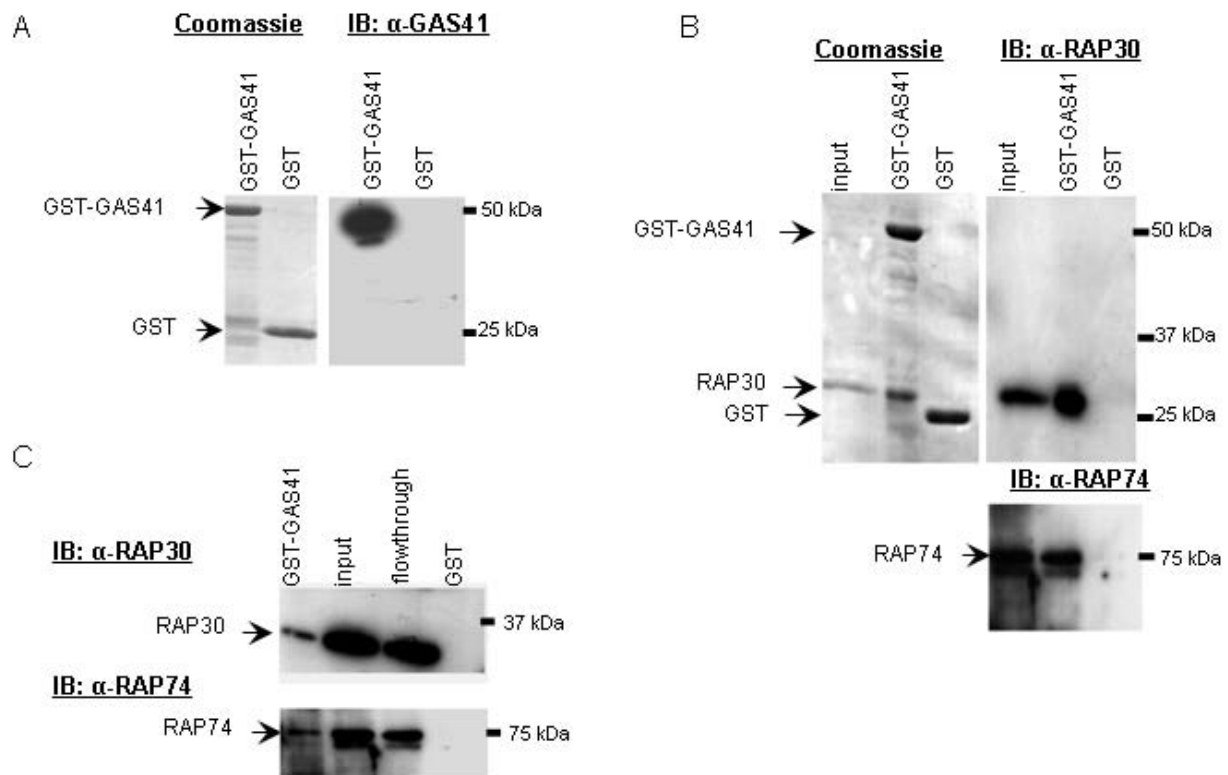 A
Coomassie
IB: α-GAS41
GST-GAS41
GST
GST-GAS41
GST
GST-GAS41
GST
50 kDa
25 kDa
B
Coomassie
IB: α-RAP30
input
GST-GAS41
GST
input
GST-GAS41
GST
GST-GAS41
RAP30
GST
50 kDa
37 kDa
25 kDa
IB: α-RAP74
RAP74
75 kDa
C
IB: α-RAP30
GST-GAS41
input
flowthrough
GST
RAP30
37 kDa
IB: α-RAP74
RAP74
75 kDa